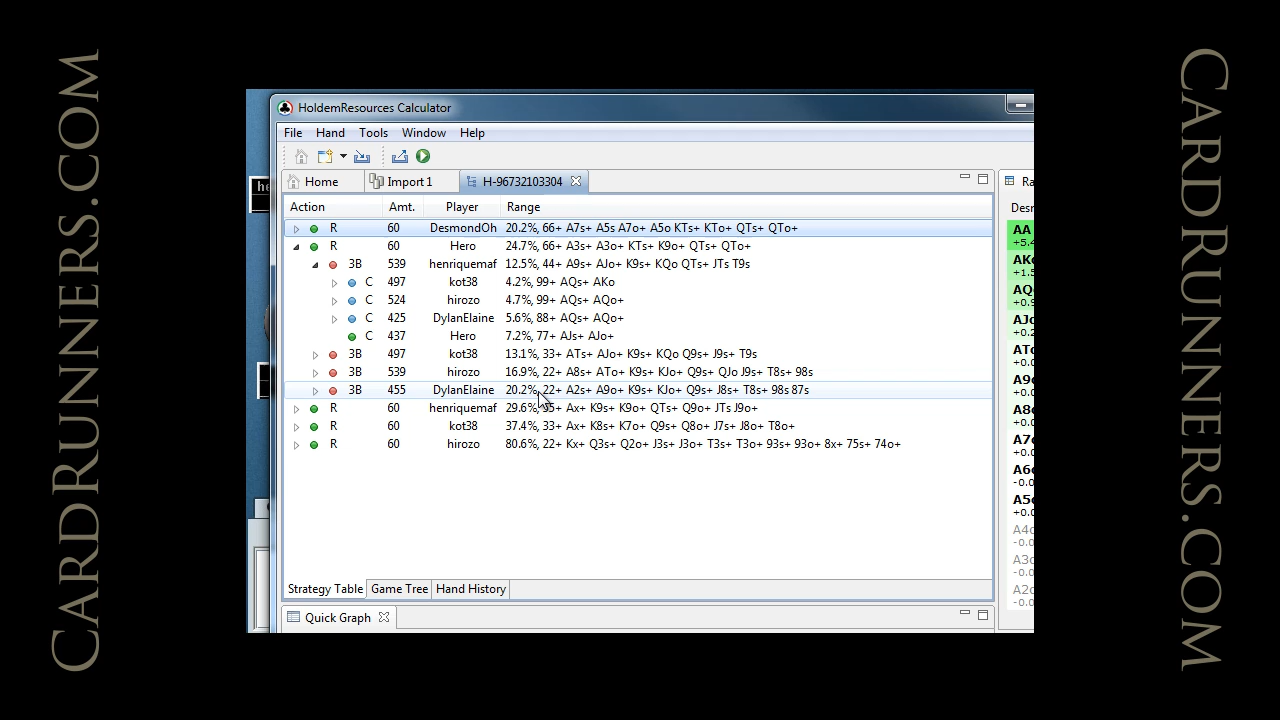 CARDRUNNERS.COM
HoldemResources Calculator
File Hand Tools Window Help
Home Import 1 H-96732103304
Action Amt. Player Range
R 60 DesmondOh 20.2%, 66+ A7s+ A5s A7o+ A5o KTs+ KTo+ QTs+ QTo+
R 60 Hero 24.7%, 66+ A3s+ A3o+ KTs+ K9o+ QTs+ QTo+
3B 539 henriquemaf 12.5%, 44+ A9s+ AJo+ K9s+ KQo QTs+ JTs T9s
C 497 kot38 4.2%, 99+ AQs+ AKo
C 524 hirozo 4.7%, 99+ AQs+ AQo+
C 425 DylanElaine 5.6%, 88+ AQs+ AQo+
C 437 Hero 7.2%, 77+ AJs+ AJo+
3B 497 kot38 13.1%, 33+ ATs+ AJo+ K9s+ KQo Q9s+ J9s+ T9s
3B 539 hirozo 16.9%, 22+ A8s+ ATo+ K9s+ KJo+ Q9s+ QJo J9s+ T8s+ 98s
3B 455 DylanElaine 20.2%, 22+ A2s+ A9o+ K9s+ KJo+ Q9s+ J8s+ T8s+ 98s 87s
R 60 henriquemaf 29.6%, Ax+ K9s+ K9o+ QTs+ Q9o+ JTs J9o+
R 60 kot38 37.4%, 33+ Ax+ K8s+ K7o+ Q9s+ Q8o+ J7s+ J8o+ T8o+
R 60 hirozo 80.6%, 22+ Kx+ Q3s+ Q2o+ J3s+ J3o+ T3s+ T3o+ 93s+ 93o+ 8x+ 75s+ 74o+
Strategy Table Game Tree Hand History
Quick Graph
AA
CARDRUNNERS.COM